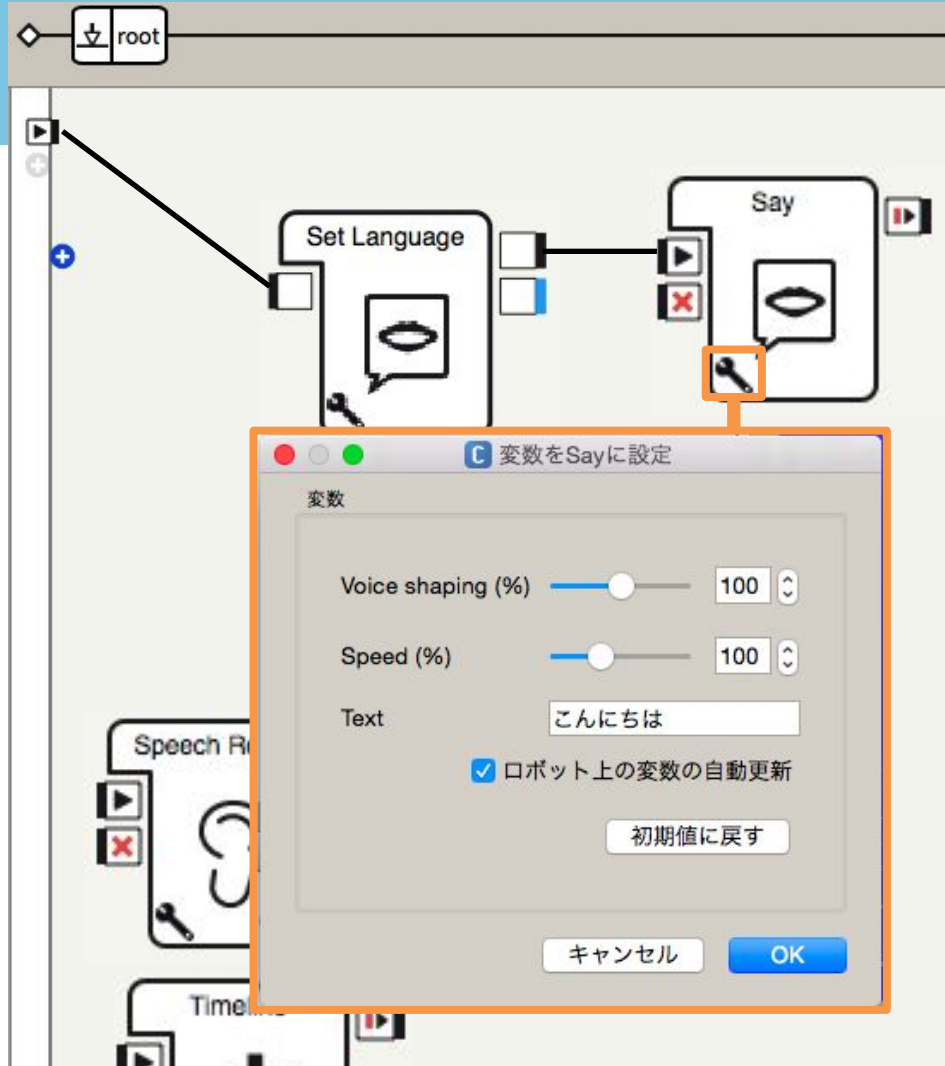 root
Say
Set Language
変数をSayに設定
変数
Voice shaping (%) 100
Speed (%) 100
Text こんにちは
ロボット上の変数の自動更新
初期値に戻す
キャンセル OK
Speech